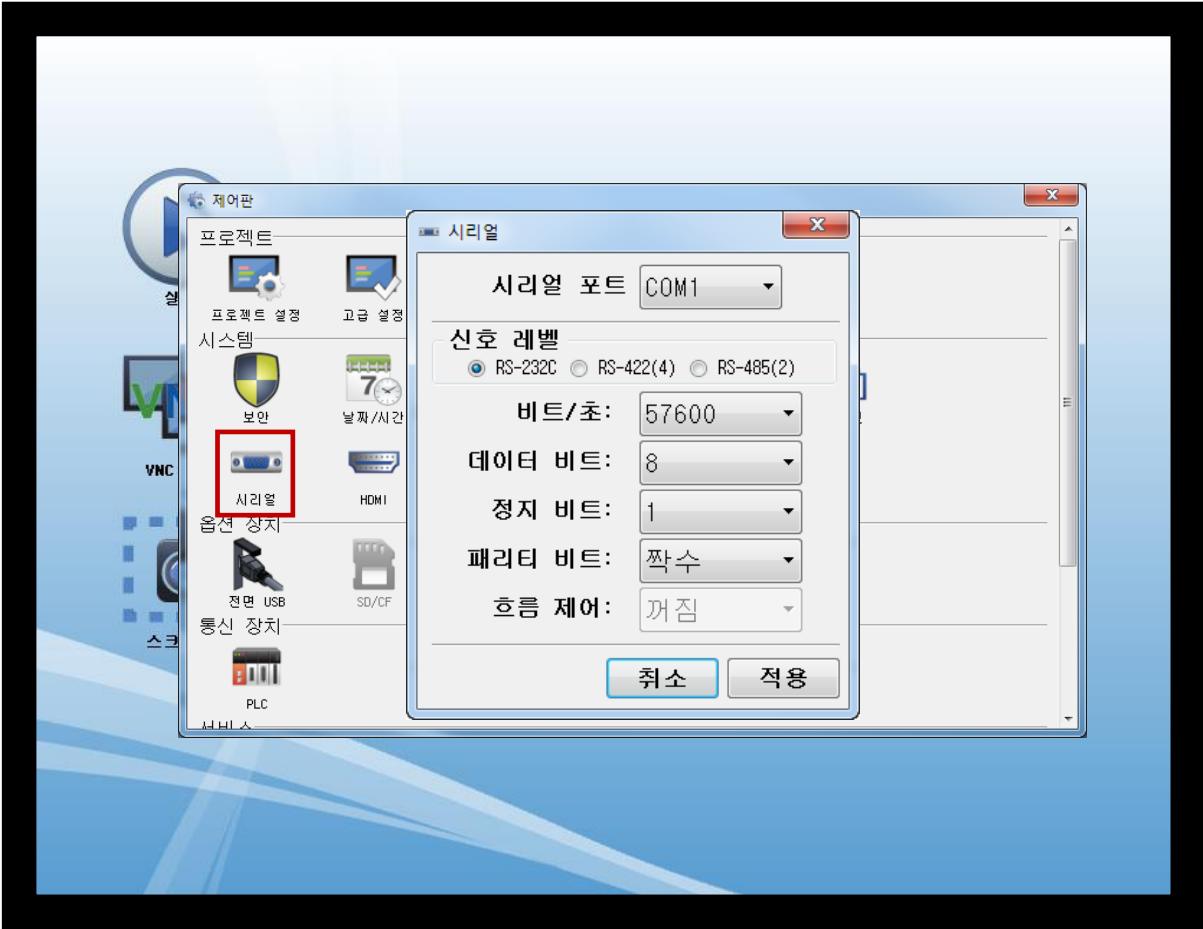 제어판
프로젝트
프로젝트 설정
고급 설정
시스템
보안
7
날짜/시간
VNC
시리얼
HDMI
옵션 장치
전면 USB
SD/CF
통신 장치
PLC
서비스
시리얼
시리얼 포트 COM1
신호 레벨
RS-232C RS-422(4) RS-485(2)
비트/초: 57600
데이터 비트: 8
정지 비트: 1
패리티 비트: 짝수
흐름 제어: 꺼짐
취소 적용